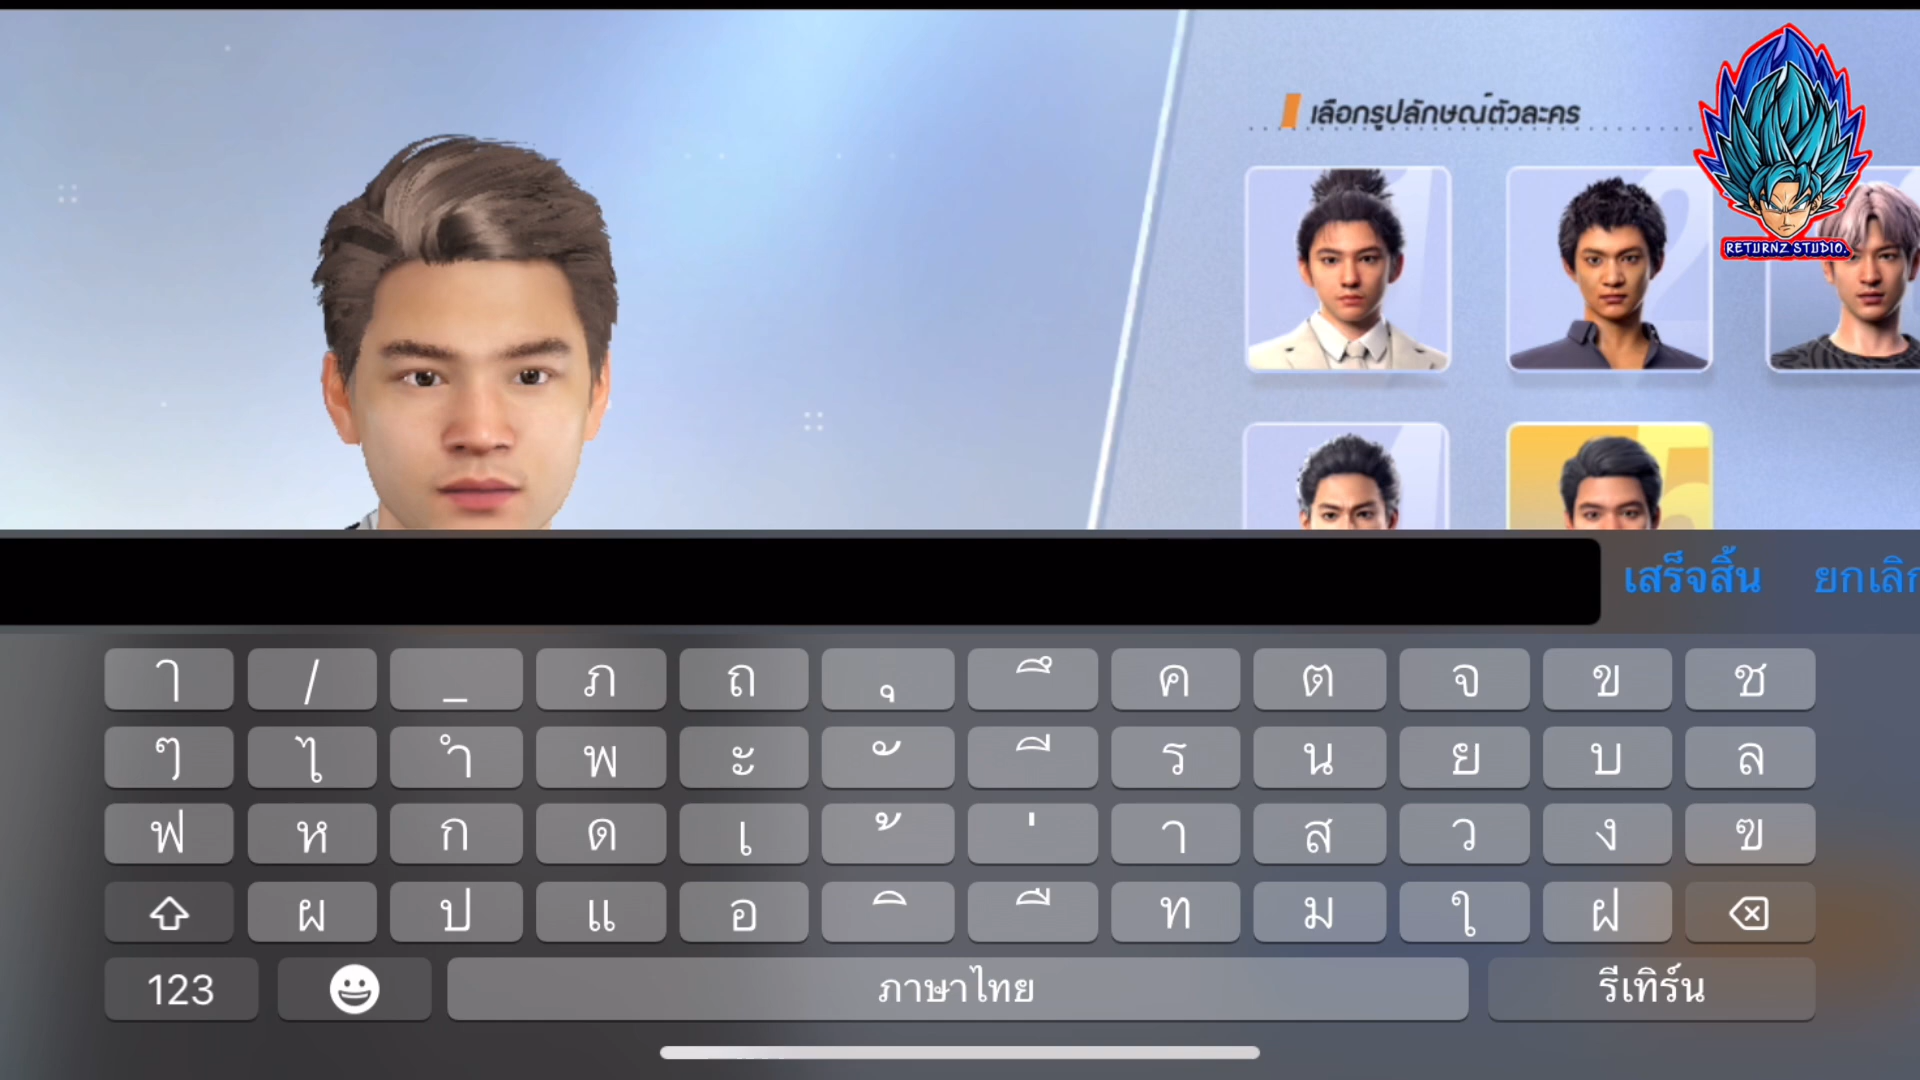 เลือกรูปลักษณ์ตัวละคร
RETURNZ STUDIO.
เสร็จสิ้น ยกเลิก
ๅ / _ ภ ถ ุ ึ ค ต จ ข ช
ๆ ไ ำ พ ะ ั ี ร น ย บ ล
ฟ ห ก ด เ ้ ่ า ส ว ง ฃ
ผ ป แ อ ิ ื ท ม ใ ฝ
123 ภาษาไทย รีเทิร์น